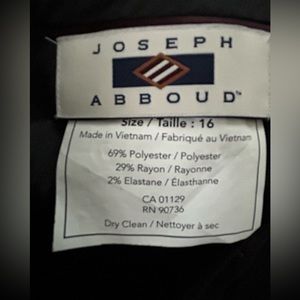 JOSEPH
ABBOUD™
Size / Taille : 16
Made in Vietnam / Fabriqué au Vietnam
69% Polyester / Polyester
29% Rayon / Rayonne
2% Elastane / Élasthanne
CA 01129
RN 90736
Dry Clean / Nettoyer à sec